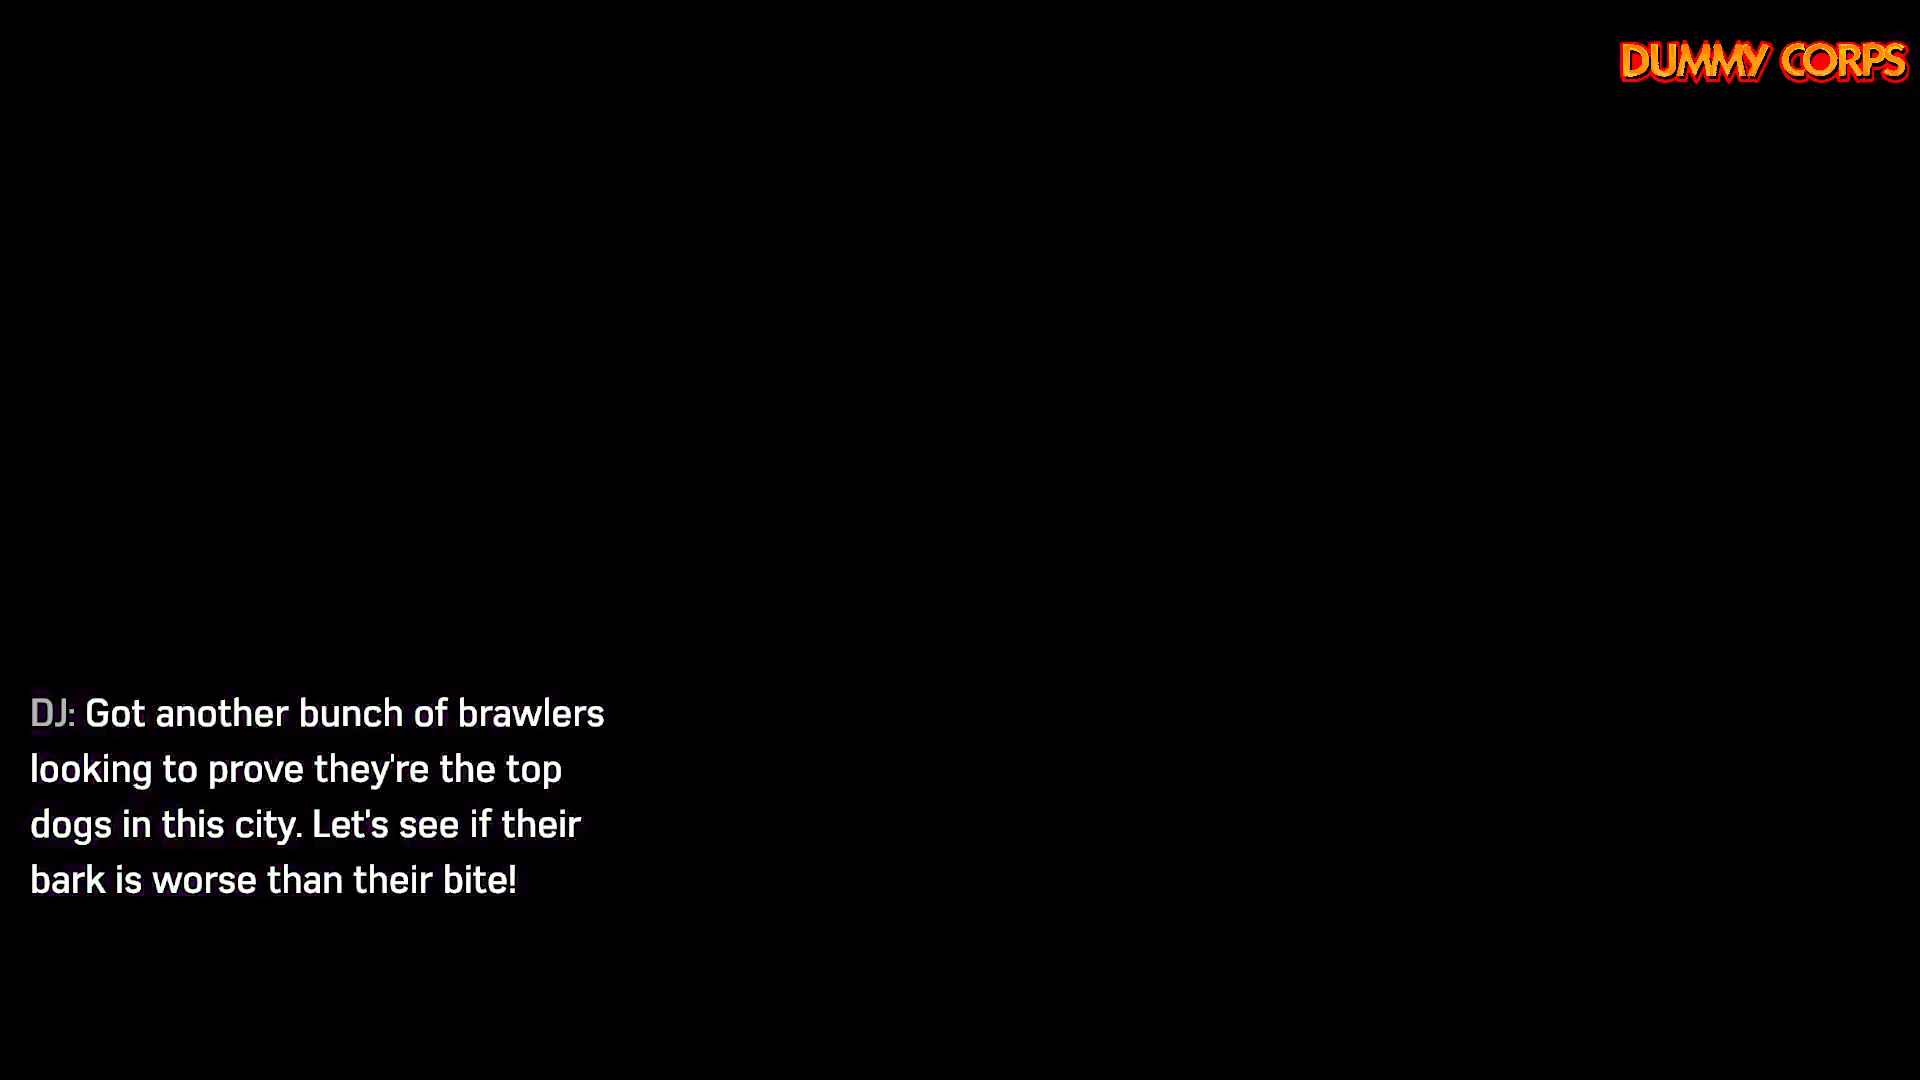 DUMMY CORPS
DJ: Got another bunch of brawlers
looking to prove they're the top
dogs in this city. Let's see if their
bark is worse than their bite!